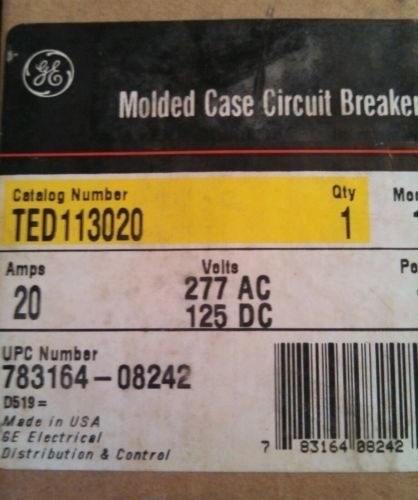 GE
Molded Case Circuit Breaker
Catalog Number Qty
TED113020 1
Amps Volts
20 277 AC
125 DC
UPC Number
783164-08242
D519=
Made in USA
GE Electrical
Distribution & Control
7 83164 08242